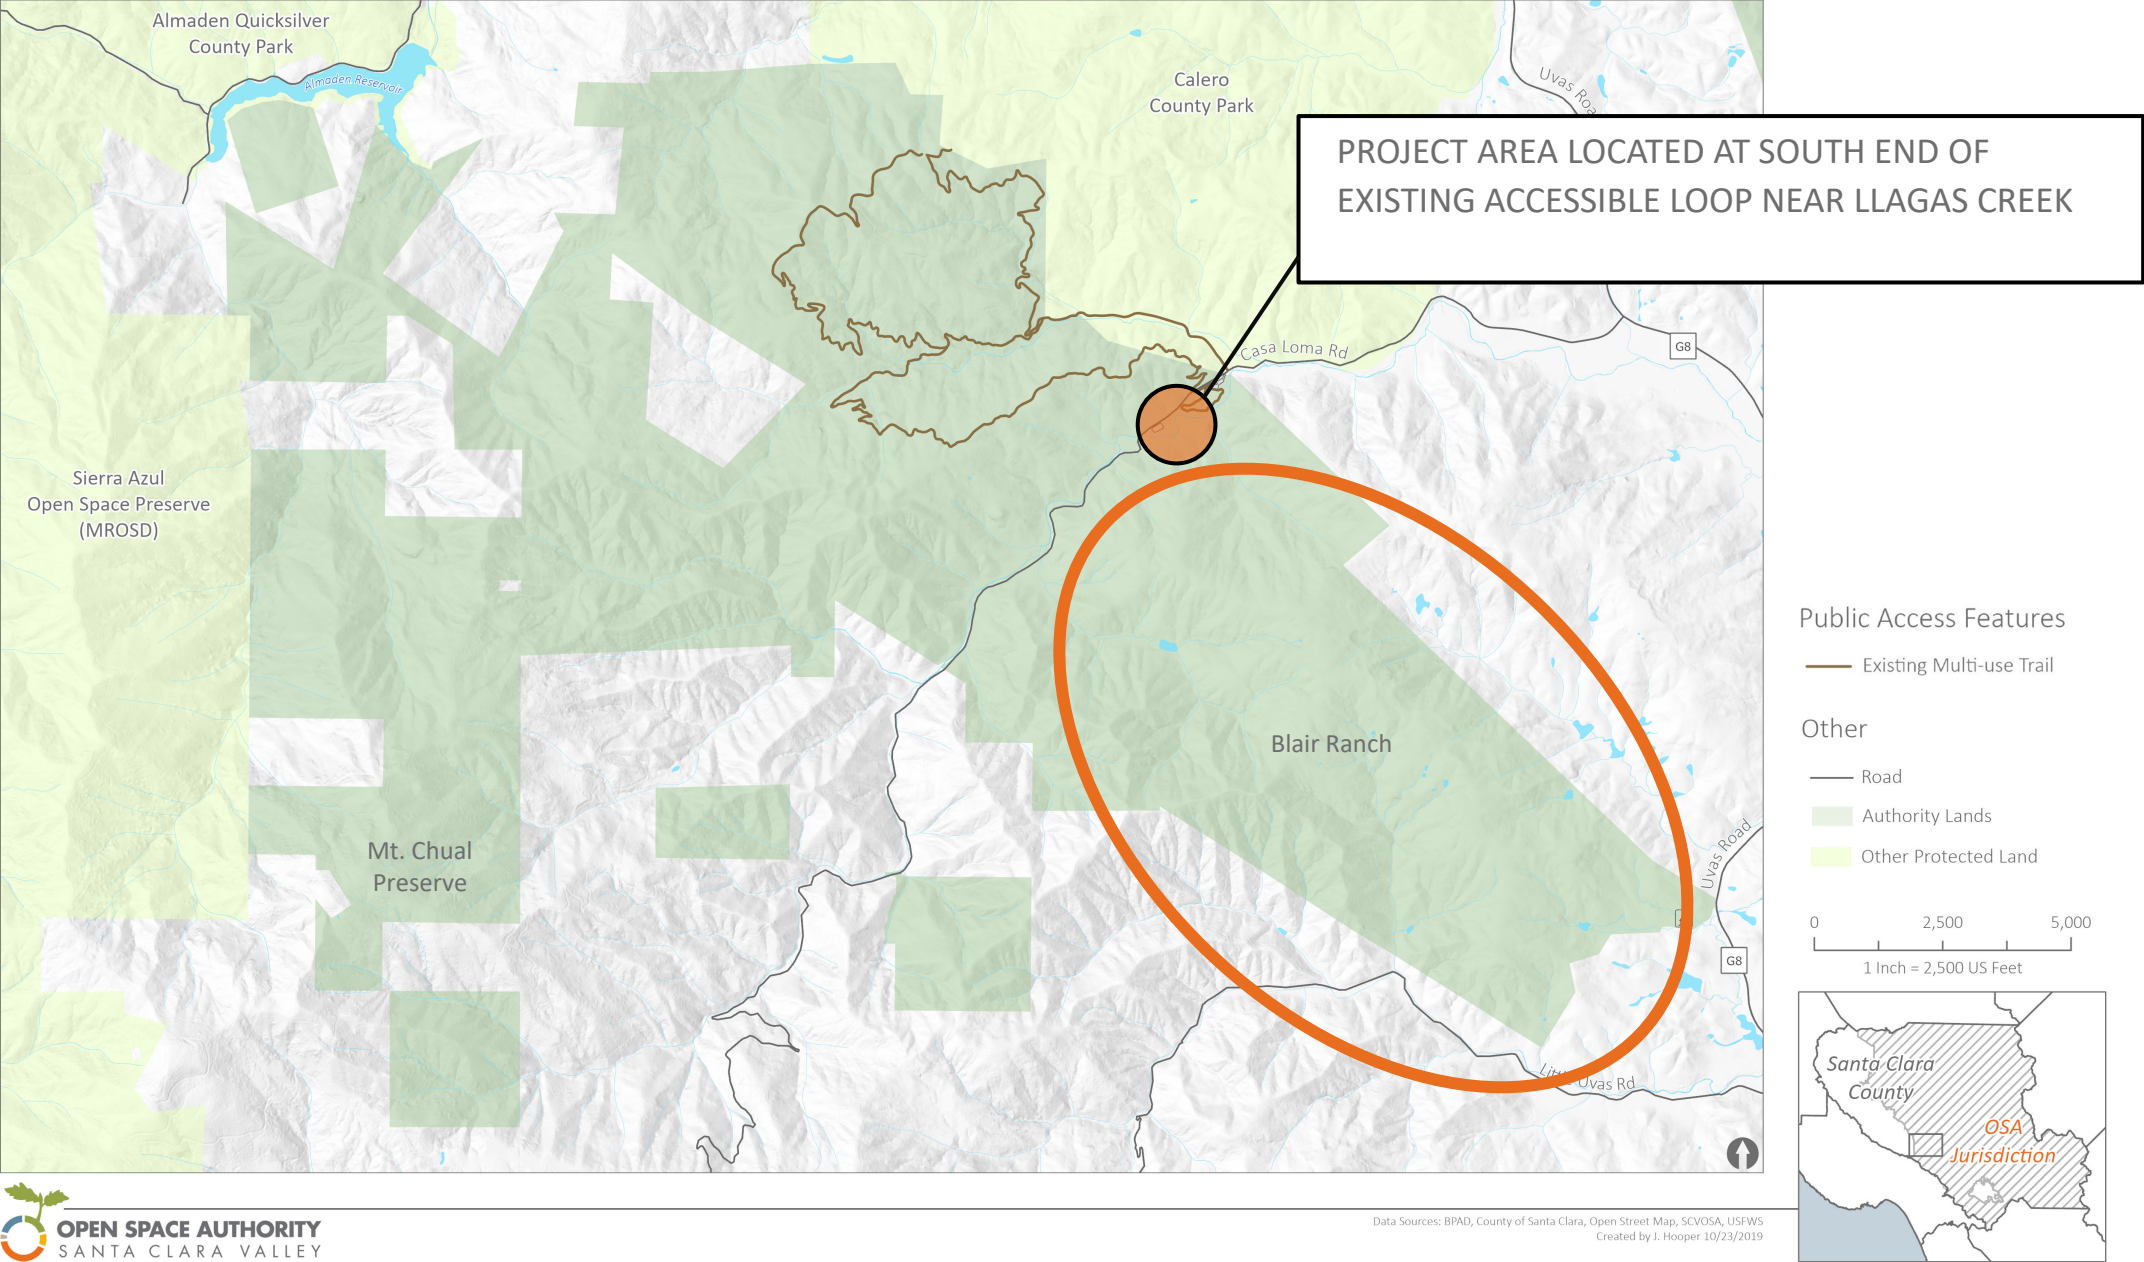 Almaden Quicksilver
County Park
Almaden Reservoir
Calero
County Park
Uvas Roa
PROJECT AREA LOCATED AT SOUTH END OF
EXISTING ACCESSIBLE LOOP NEAR LLAGAS CREEK
Casa Loma Rd
G8
Sierra Azul
Open Space Preserve
(MROSD)
Blair Ranch
Mt. Chual
Preserve
Uvas Road
G8
Little Uvas Rd
Public Access Features
Existing Multi-use Trail
Other
Road
Authority Lands
Other Protected Land
0 2,500 5,000
1 Inch = 2,500 US Feet
Santa Clara
County
OSA
Jurisdiction
OPEN SPACE AUTHORITY
SANTA CLARA VALLEY
Data Sources: BPAD, County of Santa Clara, Open Street Map, SCVOSA, USFWS
Created by J. Hooper 10/23/2019